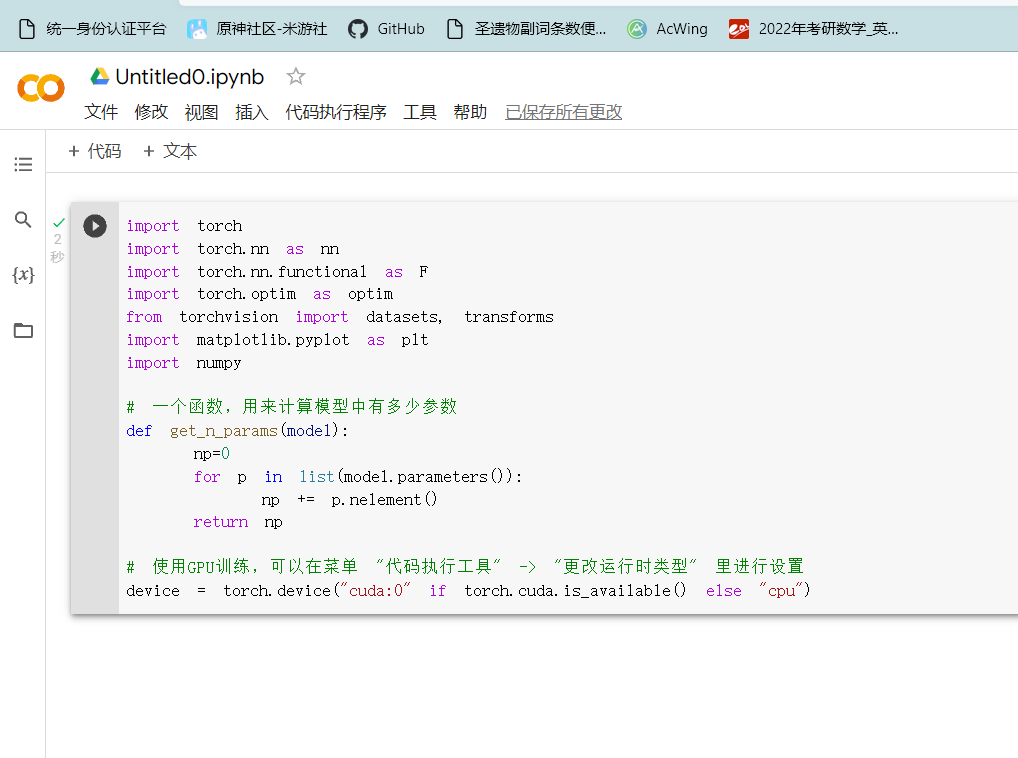 统一身份认证平台 原神社区-米游社 GitHub 圣遗物副词条数便... AcWing 2022年考研数学_英...
Untitled0.ipynb
文件 修改 视图 插入 代码执行程序 工具 帮助 已保存所有更改
+ 代码 + 文本
2
秒
{x}
import torch
import torch.nn as nn
import torch.nn.functional as F
import torch.optim as optim
from torchvision import datasets, transforms
import matplotlib.pyplot as plt
import numpy
# 一个函数，用来计算模型中有多少参数
def get_n_params(model):
np=0
for p in list(model.parameters()):
np += p.nelement()
return np
# 使用GPU训练，可以在菜单 "代码执行工具" -> "更改运行时类型" 里进行设置
device = torch.device("cuda:0" if torch.cuda.is_available() else "cpu")